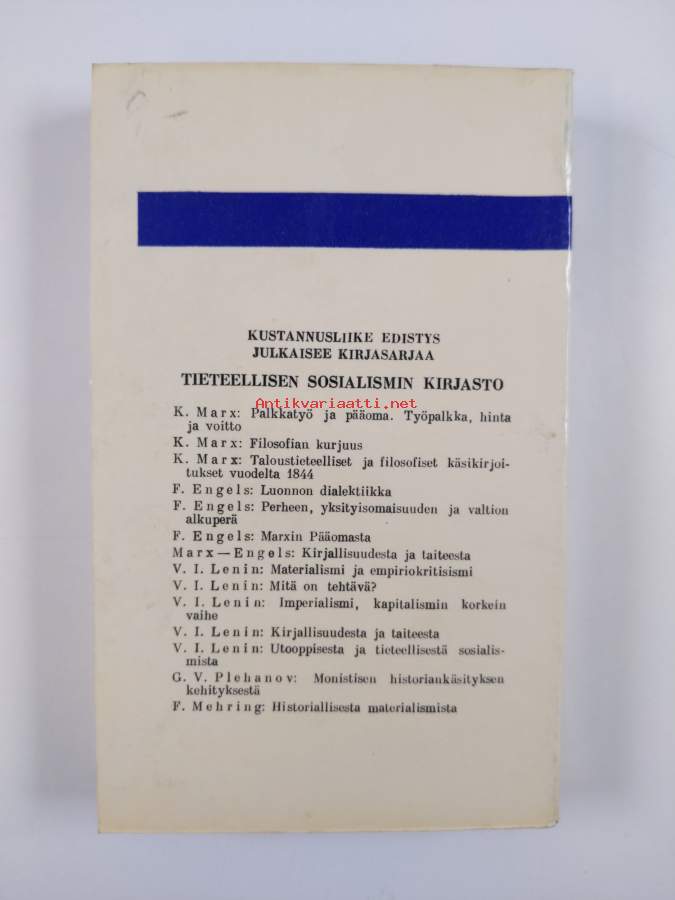 KUSTANNUSLIIKE EDISTYS
JULKAISEE KIRJASARJAA
TIETEELLISEN SOSIALISMIN KIRJASTO
Antikvariaatti.net
K. Marx: Palkkatyö ja pääoma. Työpalkka, hinta
ja voitto
K. Marx: Filosofian kurjuus
K. Marx: Taloustieteelliset ja filosofiset käsikirjoi-
tukset vuodelta 1844
F. Engels: Luonnon dialektiikka
F. Engels: Perheen, yksityisomaisuuden ja valtion
alkuperä
F. Engels: Marxin Pääomasta
Marx—Engels: Kirjallisuudesta ja taiteesta
V. I. Lenin: Materialismi ja empiriokritisismi
V. I. Lenin: Mitä on tehtävä?
V. I. Lenin: Imperialismi, kapitalismin korkein
vaihe
V. I. Lenin: Kirjallisuudesta ja taiteesta
V. I. Lenin: Utooppisesta ja tieteellisestä sosialis-
mista
G. V. Plehanov: Monistisen historiankäsityksen
kehityksestä
F. Mehring: Historiallisesta materialismista